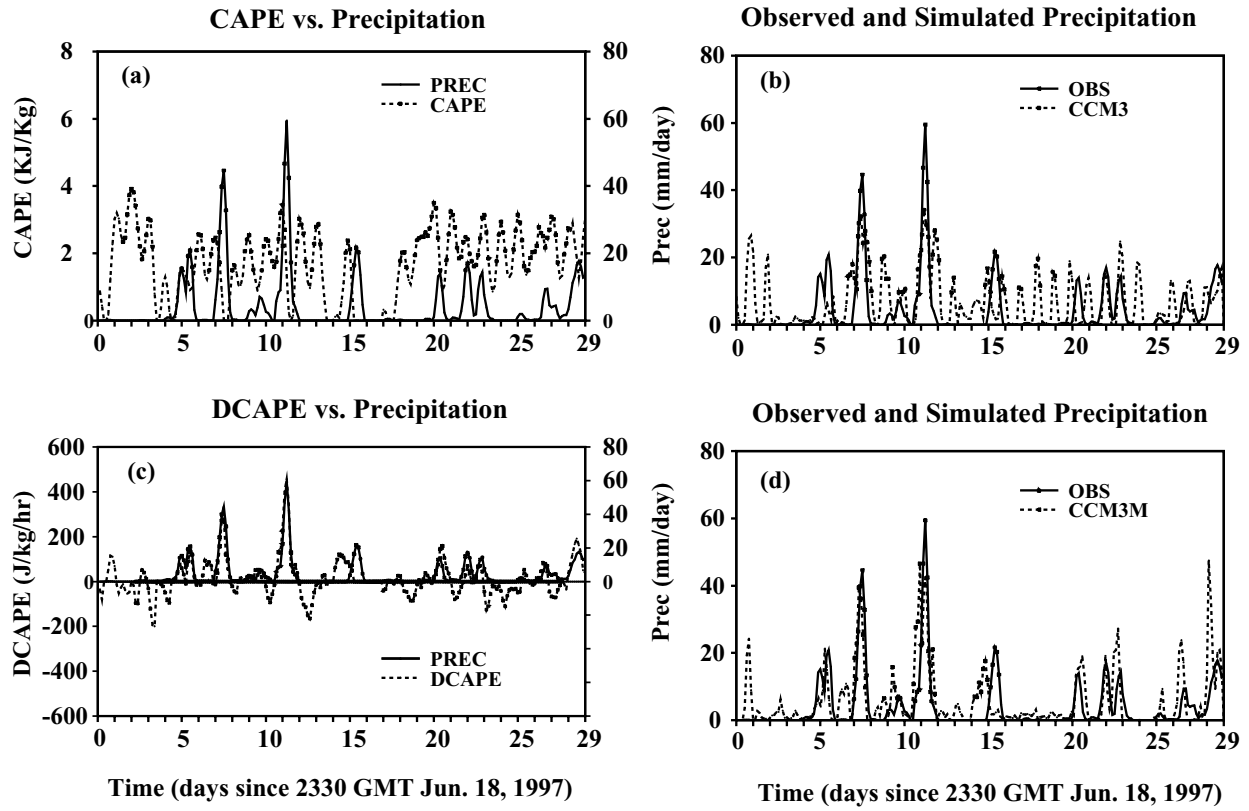 CAPE vs. Precipitation
(a)
PREC
CAPE
CAPE (KJ/Kg)
8
6
4
2
0
80
60
40
20
0
0 5 10 15 20 25 29
Observed and Simulated Precipitation
(b)
OBS
CCM3
Prec (mm/day)
80
60
40
20
0
0 5 10 15 20 25 29
DCAPE vs. Precipitation
(c)
PREC
DCAPE
DCAPE (J/kg/hr)
600
400
200
0
-200
-400
-600
80
60
40
20
0
0 5 10 15 20 25 29
Time (days since 2330 GMT Jun. 18, 1997)
Observed and Simulated Precipitation
(d)
OBS
CCM3M
Prec (mm/day)
80
60
40
20
0
0 5 10 15 20 25 29
Time (days since 2330 GMT Jun. 18, 1997)